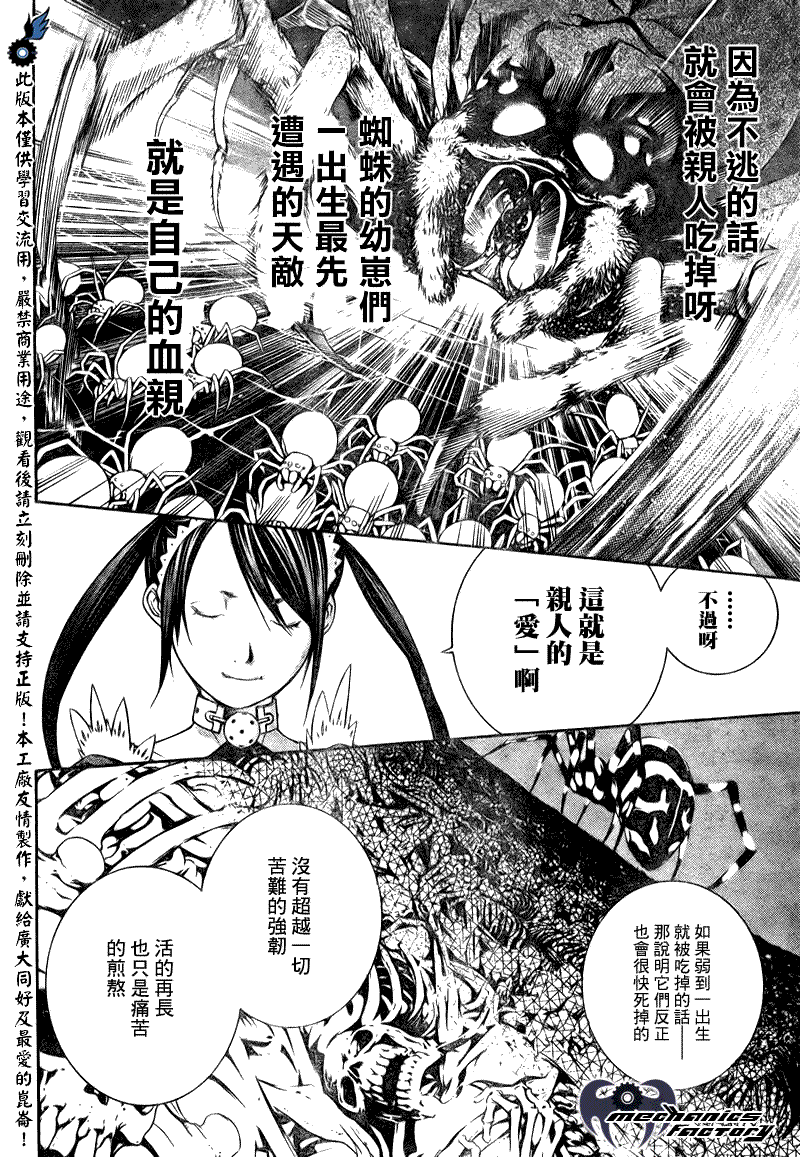 因為不逃的話
就會被親人吃掉呀
蜘蛛的幼崽們
一出生最先
遭遇的天敵
就是自己的血親
……
不過呀
這就是
親人的
「愛」啊
如果弱到一出生
就被吃掉的話——
那說明它們反正
也會很快死掉的
沒有超越一切
苦難的強韌
活的再長
也只是痛苦
的煎熬
此版本僅供學習交流用，嚴禁商業用途，觀看後請立刻刪除並請支持正版！本工廠友情製作，獻給廣大同好及最愛的崑崙！
mechanics
factory